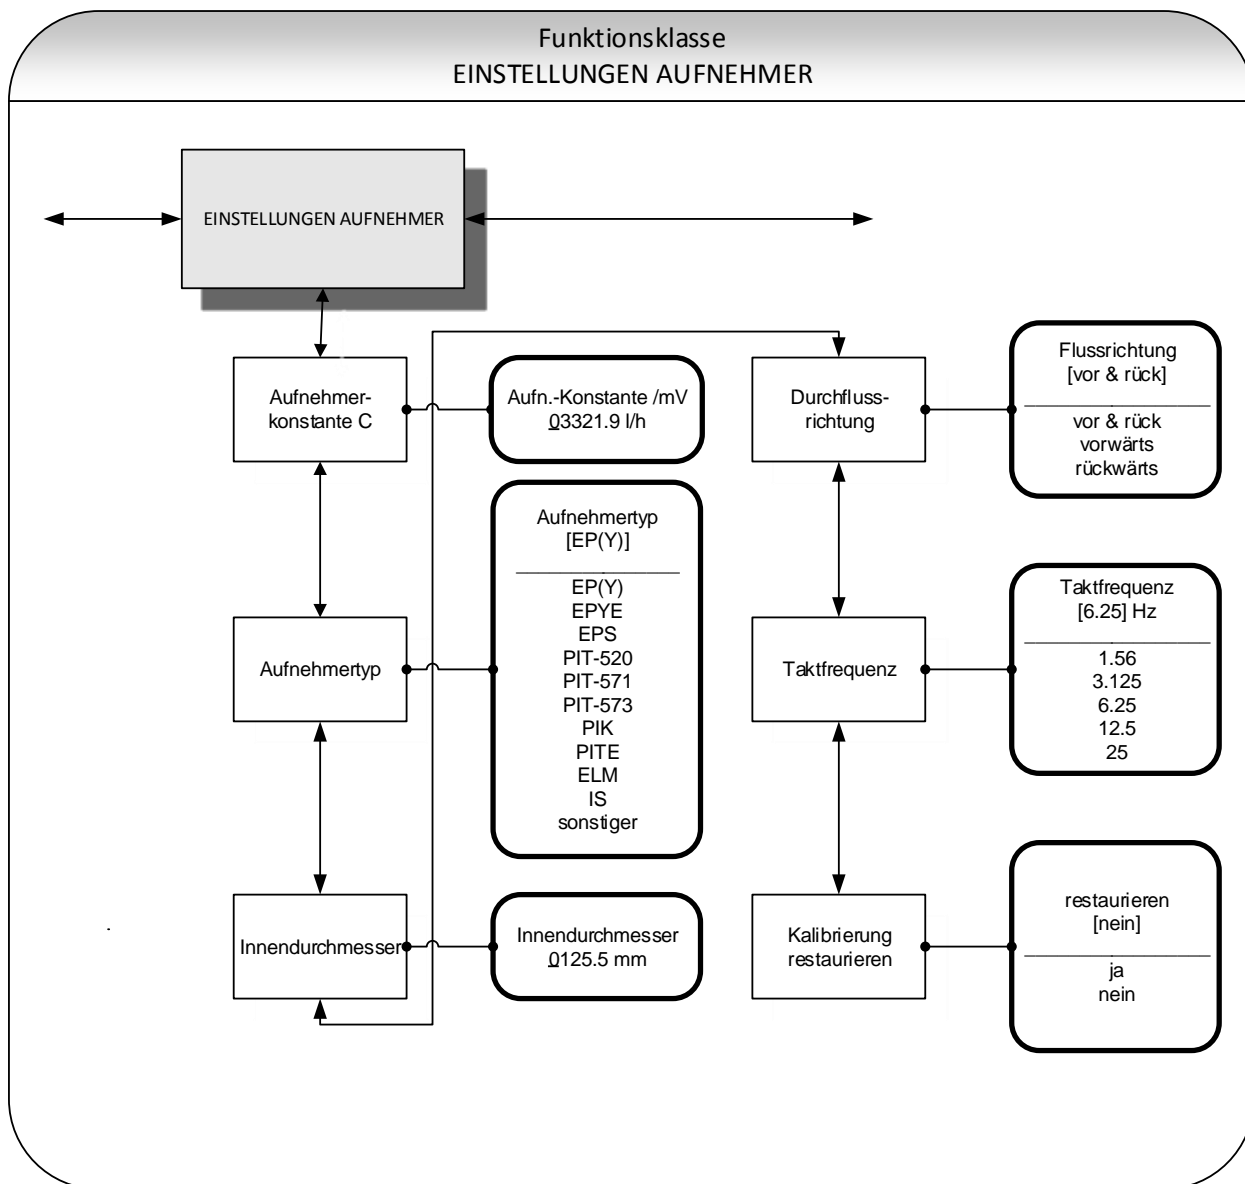 Funktionsklasse
EINSTELLUNGEN AUFNEHMER
EINSTELLUNGEN AUFNEHMER
Aufnehmer-
konstante C
Aufn.-Konstante /mV
03321.9 l/h
Aufnehmertyp
Aufnehmertyp
[EP(Y)]
EP(Y)
EPYE
EPS
PIT-520
PIT-571
PIT-573
PIK
PITE
ELM
IS
sonstiger
Innendurchmesser
Innendurchmesser
0125.5 mm
Durchfluss-
richtung
Flussrichtung
[vor & rück]
vor & rück
vorwärts
rückwärts
Taktfrequenz
Taktfrequenz
[6.25] Hz
1.56
3.125
6.25
12.5
25
Kalibrierung
restaurieren
restaurieren
[nein]
ja
nein